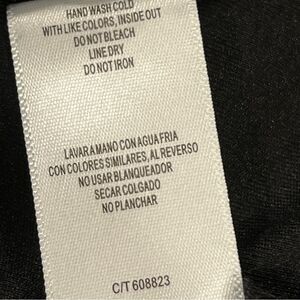 HAND WASH COLD
WITH LIKE COLORS, INSIDE OUT
DO NOT BLEACH
LINE DRY
DO NOT IRON
LAVAR A MANO CON AGUA FRIA
CON COLORES SIMILARES, AL REVERSO
NO USAR BLANQUEADOR
SECAR COLGADO
NO PLANCHAR
C/T 608823